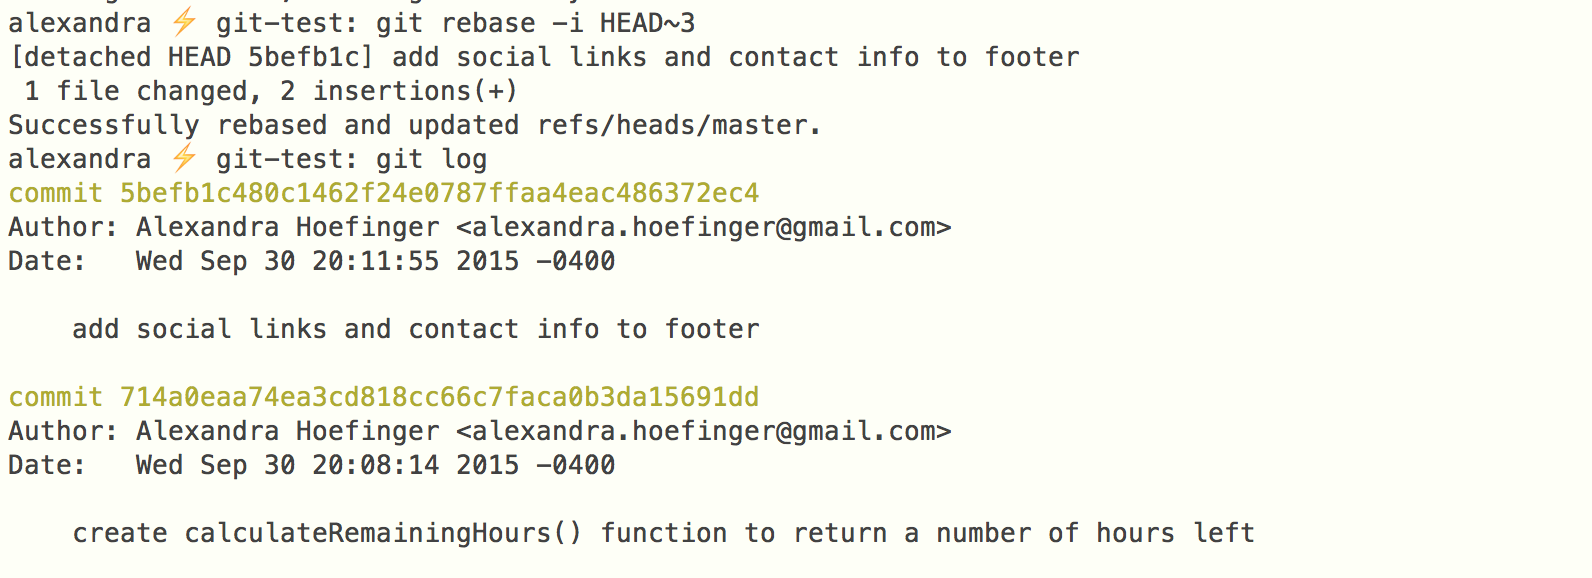 alexandra ⚡ git-test: git rebase -i HEAD~3
[detached HEAD 5befb1c] add social links and contact info to footer
1 file changed, 2 insertions(+)
Successfully rebased and updated refs/heads/master.
alexandra ⚡ git-test: git log
commit 5befb1c480c1462f24e0787ffaa4eac486372ec4
Author: Alexandra Hoefinger <alexandra.hoefinger@gmail.com>
Date:   Wed Sep 30 20:11:55 2015 -0400
add social links and contact info to footer
commit 714a0eaa74ea3cd818cc66c7faca0b3da15691dd
Author: Alexandra Hoefinger <alexandra.hoefinger@gmail.com>
Date:   Wed Sep 30 20:08:14 2015 -0400
create calculateRemainingHours() function to return a number of hours left